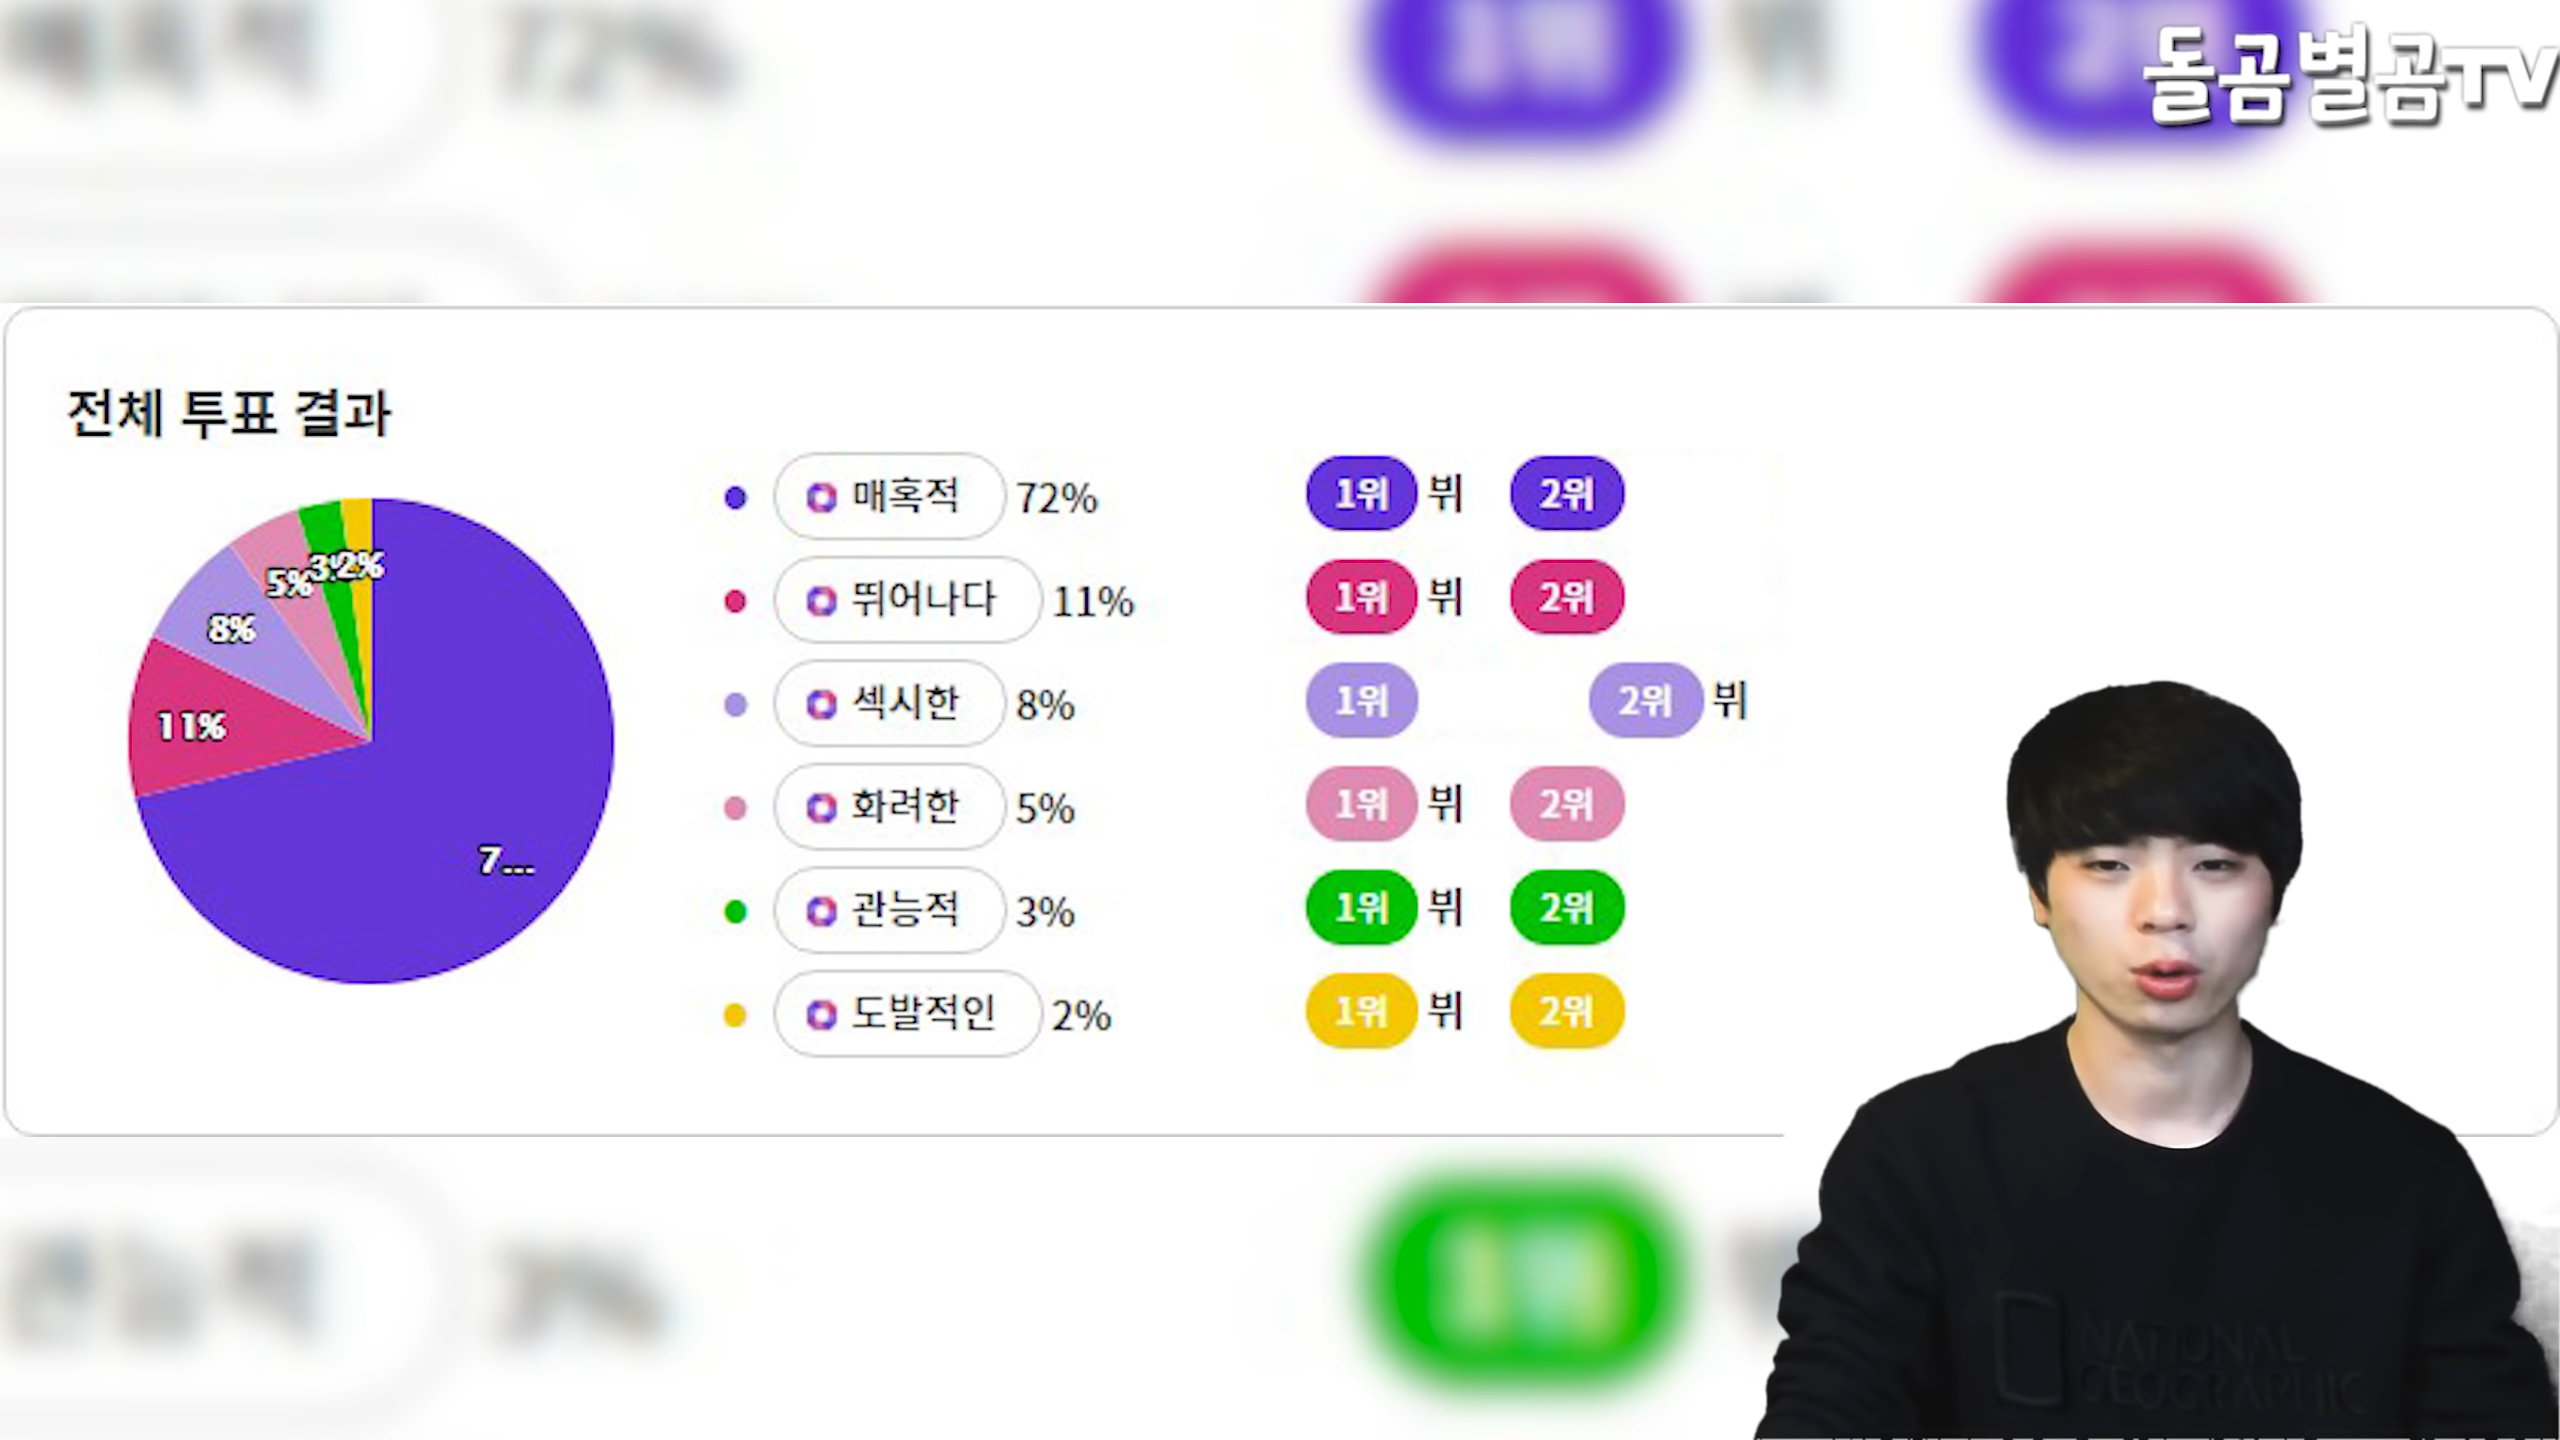 돌곰별곰TV
전체 투표 결과
매혹적 72% 1위 뷔 2위
뛰어나다 11% 1위 뷔 2위
섹시한 8% 1위 2위 뷔
화려한 5% 1위 뷔 2위
관능적 3% 1위 뷔 2위
도발적인 2% 1위 뷔 2위
5% 3% 2%
8%
11%
7...
NATIONAL
GEOGRAPHIC